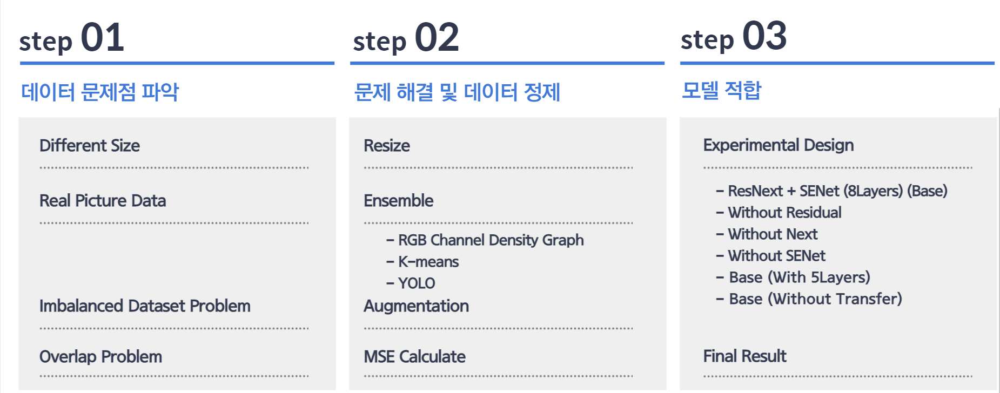 step 01
데이터 문제점 파악
Different Size
Real Picture Data
Imbalanced Dataset Problem
Overlap Problem
step 02
문제 해결 및 데이터 정제
Resize
Ensemble
- RGB Channel Density Graph
- K-means
- YOLO
Augmentation
MSE Calculate
step 03
모델 적합
Experimental Design
- ResNext + SENet (8Layers) (Base)
- Without Residual
- Without Next
- Without SENet
- Base (With 5Layers)
- Base (Without Transfer)
Final Result